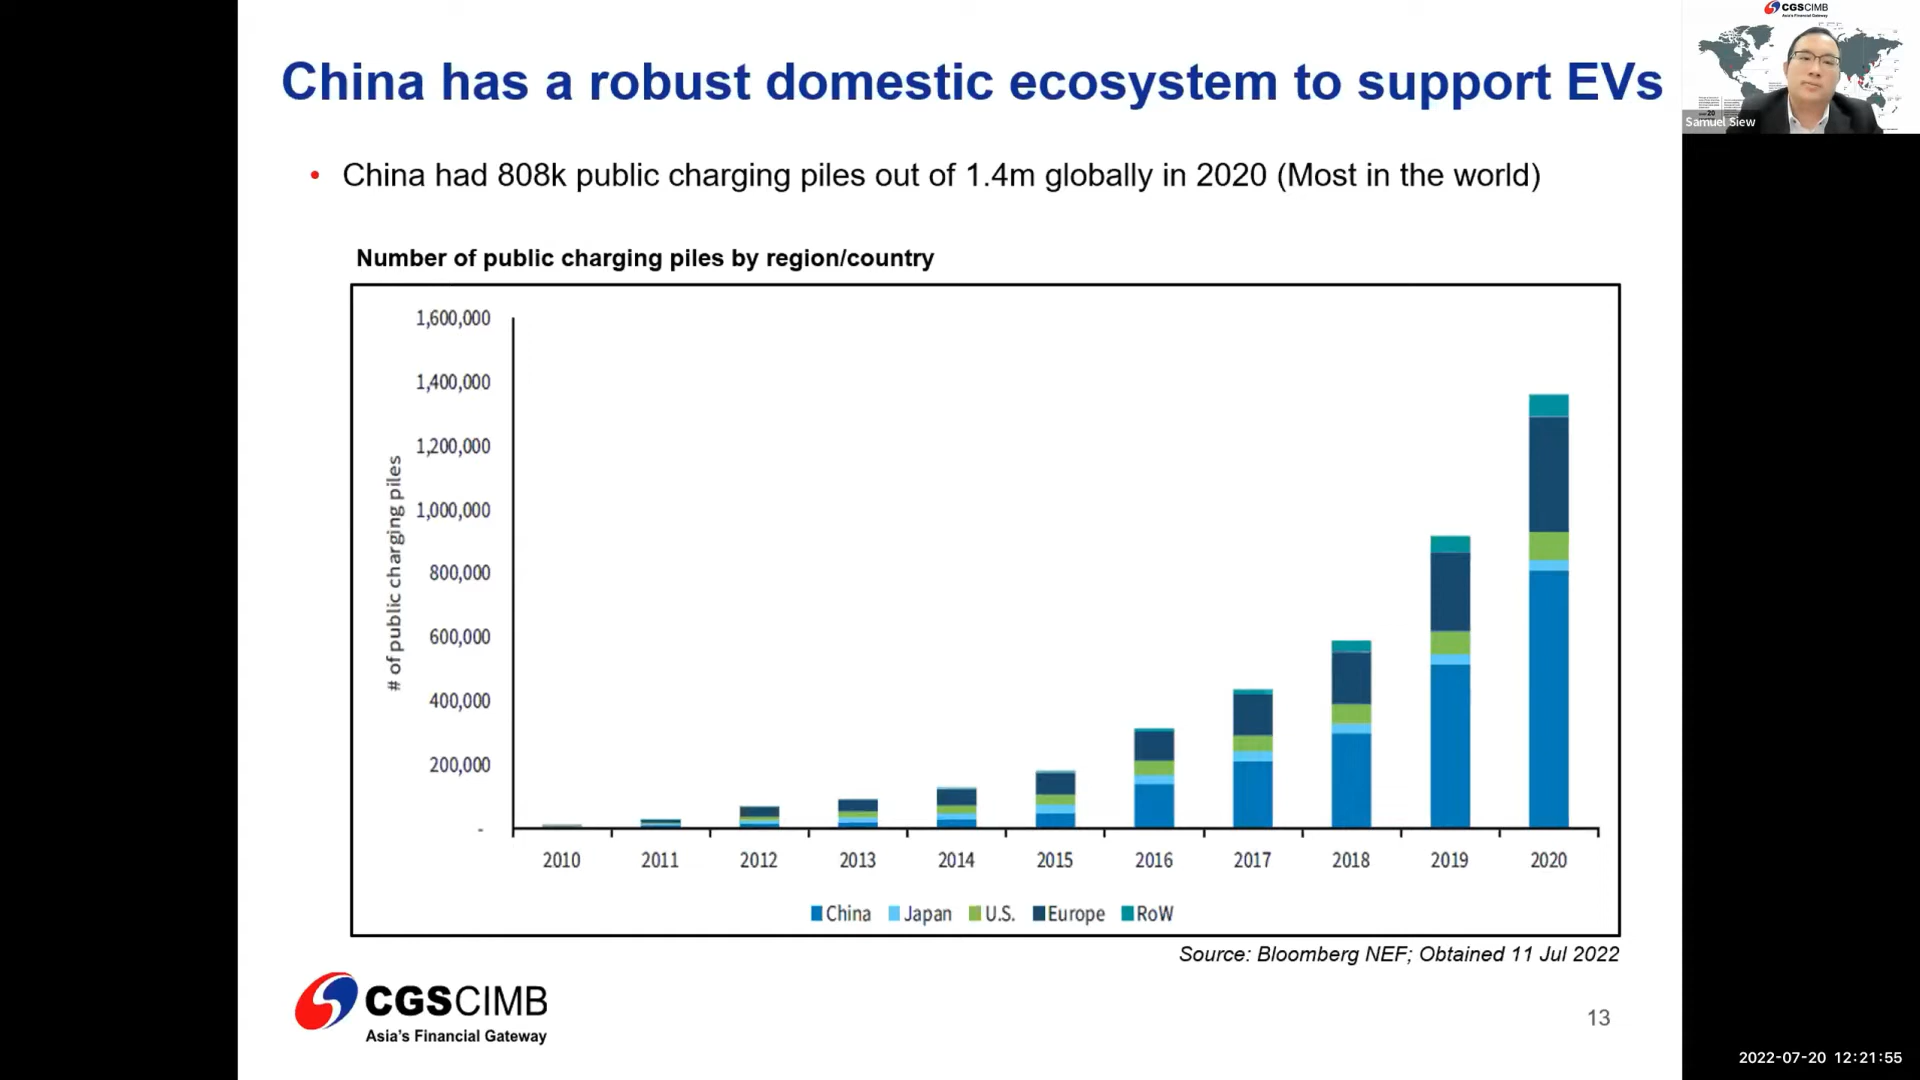 China has a robust domestic ecosystem to support EVs
CGSCIMB
Asia's Financial Gateway
Samuel Siew
• China had 808k public charging piles out of 1.4m globally in 2020 (Most in the world)
Number of public charging piles by region/country
# of public charging piles
1,600,000
1,400,000
1,200,000
1,000,000
800,000
600,000
400,000
200,000
-
2010 2011 2012 2013 2014 2015 2016 2017 2018 2019 2020
China Japan U.S. Europe RoW
Source: Bloomberg NEF; Obtained 11 Jul 2022
CGSCIMB
Asia's Financial Gateway
13
2022-07-20 12:21:55